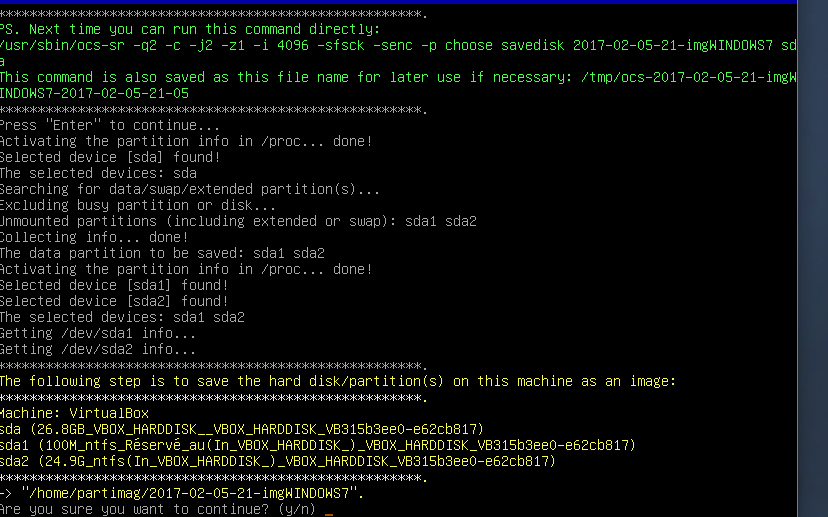 *****************************************************.
PS. Next time you can run this command directly:
/usr/sbin/ocs-sr -q2 -c -j2 -z1 -i 4096 -sfsck -senc -p choose savedisk 2017-02-05-21-imgWINDOWS7 sd
a
This command is also saved as this file name for later use if necessary: /tmp/ocs-2017-02-05-21-imgW
INDOWS7-2017-02-05-21-05
*****************************************************.
Press "Enter" to continue...
Activating the partition info in /proc... done!
Selected device [sda] found!
The selected devices: sda
Searching for data/swap/extended partition(s)...
Excluding busy partition or disk...
Unmounted partitions (including extended or swap): sda1 sda2
Collecting info... done!
The data partition to be saved: sda1 sda2
Activating the partition info in /proc... done!
Selected device [sda1] found!
Selected device [sda2] found!
The selected devices: sda1 sda2
Getting /dev/sda1 info...
Getting /dev/sda2 info...
*****************************************************.
The following step is to save the hard disk/partition(s) on this machine as an image:
*****************************************************.
Machine: VirtualBox
sda (26.8GB_VBOX_HARDDISK__VBOX_HARDDISK_VB315b3ee0-e62cb817)
sda1 (100M_ntfs_Réservé_au(In_VBOX_HARDDISK_)_VBOX_HARDDISK_VB315b3ee0-e62cb817)
sda2 (24.9G_ntfs(In_VBOX_HARDDISK_)_VBOX_HARDDISK_VB315b3ee0-e62cb817)
*****************************************************.
-> "/home/partimag/2017-02-05-21-imgWINDOWS7".
Are you sure you want to continue? (y/n) _